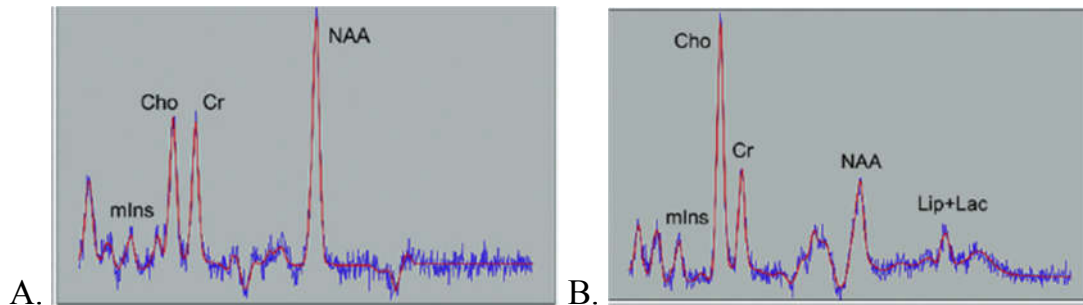 NAA
Cho Cr
mIns
A.
Cho
Cr
NAA
mIns
Lip+Lac
B.